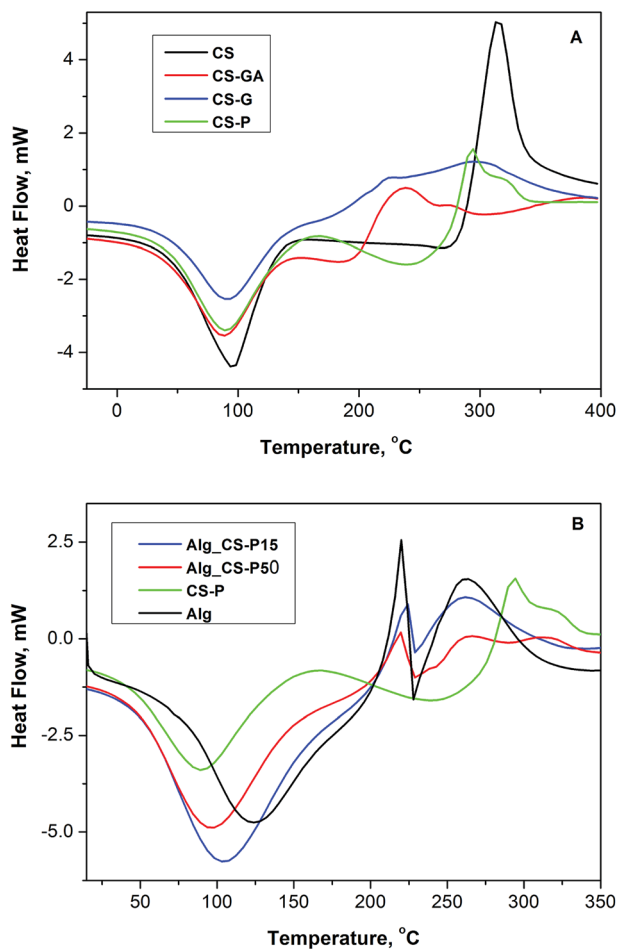 A
CS
CS-GA
CS-G
CS-P
4
2
0
-2
-4
Heat Flow, mW
0 100 200 300 400
Temperature, °C
B
Alg_CS-P15
Alg_CS-P50
CS-P
Alg
2.5
0.0
-2.5
-5.0
Heat Flow, mW
50 100 150 200 250 300 350
Temperature, °C